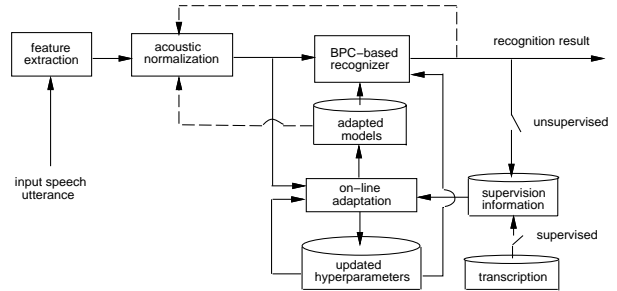 recognition result
feature
extraction
acoustic
normalization
BPC-based
recognizer
adapted
models
unsupervised
input speech
utterance
on-line
adaptation
supervision
information
supervised
updated
hyperparameters
transcription